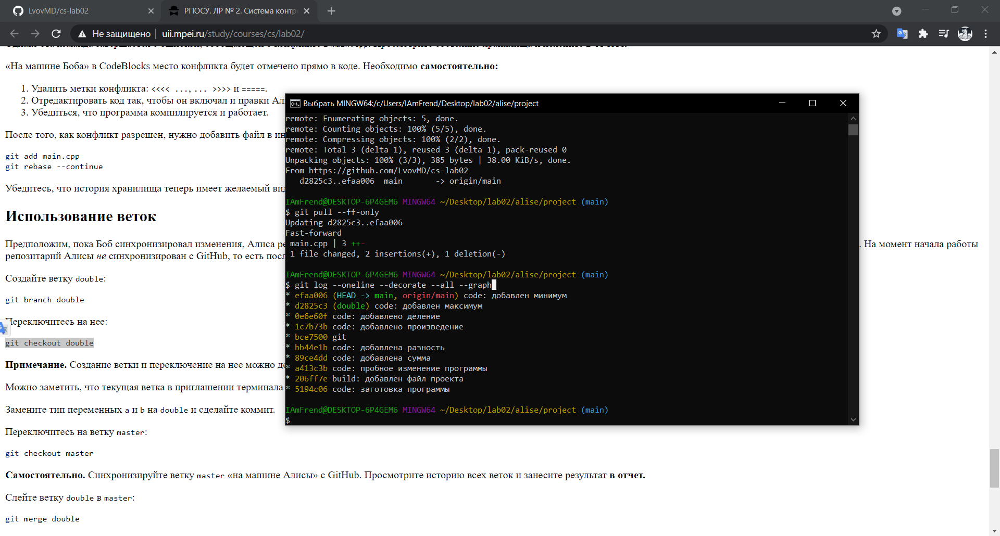 LvovMD/cs-lab02
РПОСУ. ЛР № 2. Система контр
Не защищено
uii.mpei.ru/study/courses/cs/lab02/
«На машине Боба» в CodeBlocks место конфликта будет отмечено прямо в коде. Необходимо самостоятельно:
1. Удалить метки конфликта: <<<< ..., ... >>>> и =====.
2. Отредактировать код так, чтобы он включал и правки Ал
3. Убедиться, что программа компилируется и работает.
После того, как конфликт разрешен, нужно добавить файл в ин
git add main.cpp
git rebase --continue
Убедитесь, что история хранилища теперь имеет желаемый вид
Использование веток
Предположим, пока Боб синхронизировал изменения, Алиса ре
. На момент начала работы
репозитарий Алисы не синхронизирован с GitHub, то есть посл
Создайте ветку double:
git branch double
Переключитесь на нее:
git checkout double
Примечание. Создание ветки и переключение на нее можно де
Можно заметить, что текущая ветка в приглашении терминала
Замените тип переменных a и b на double и сделайте коммит.
Переключитесь на ветку master:
git checkout master
Самостоятельно. Синхронизируйте ветку master «на машине Алисы» с GitHub. Просмотрите историю всех веток и занесите результат в отчет.
Слейте ветку double в master:
git merge double
Выбрать MINGW64:/c/Users/IAmFrend/Desktop/lab02/alise/project
remote: Enumerating objects: 5, done.
remote: Counting objects: 100% (5/5), done.
remote: Compressing objects: 100% (2/2), done.
remote: Total 3 (delta 1), reused 3 (delta 1), pack-reused 0
Unpacking objects: 100% (3/3), 385 bytes | 38.00 KiB/s, done.
From https://github.com/LvovMD/cs-lab02
d2825c3..efaa006  main       -> origin/main
IAmFrend@DESKTOP-6P4GEM6 MINGW64 ~/Desktop/lab02/alise/project (main)
$ git pull --ff-only
Updating d2825c3..efaa006
Fast-forward
main.cpp | 3 ++-
1 file changed, 2 insertions(+), 1 deletion(-)
IAmFrend@DESKTOP-6P4GEM6 MINGW64 ~/Desktop/lab02/alise/project (main)
$ git log --oneline --decorate --all --graph
* efaa006 (HEAD -> main, origin/main) code: добавлен минимум
* d2825c3 (double) code: добавлен максимум
* 0e6e60f code: добавлено деление
* 1c7b73b code: добавлено произведение
* bce7500 git
* bb44e1b code: добавлена разность
* 89ce4dd code: добавлена сумма
* a413c3b code: пробное изменение программы
* 206ff7e build: добавлен файл проекта
* 5194c06 code: заготовка программы
IAmFrend@DESKTOP-6P4GEM6 MINGW64 ~/Desktop/lab02/alise/project (main)
$